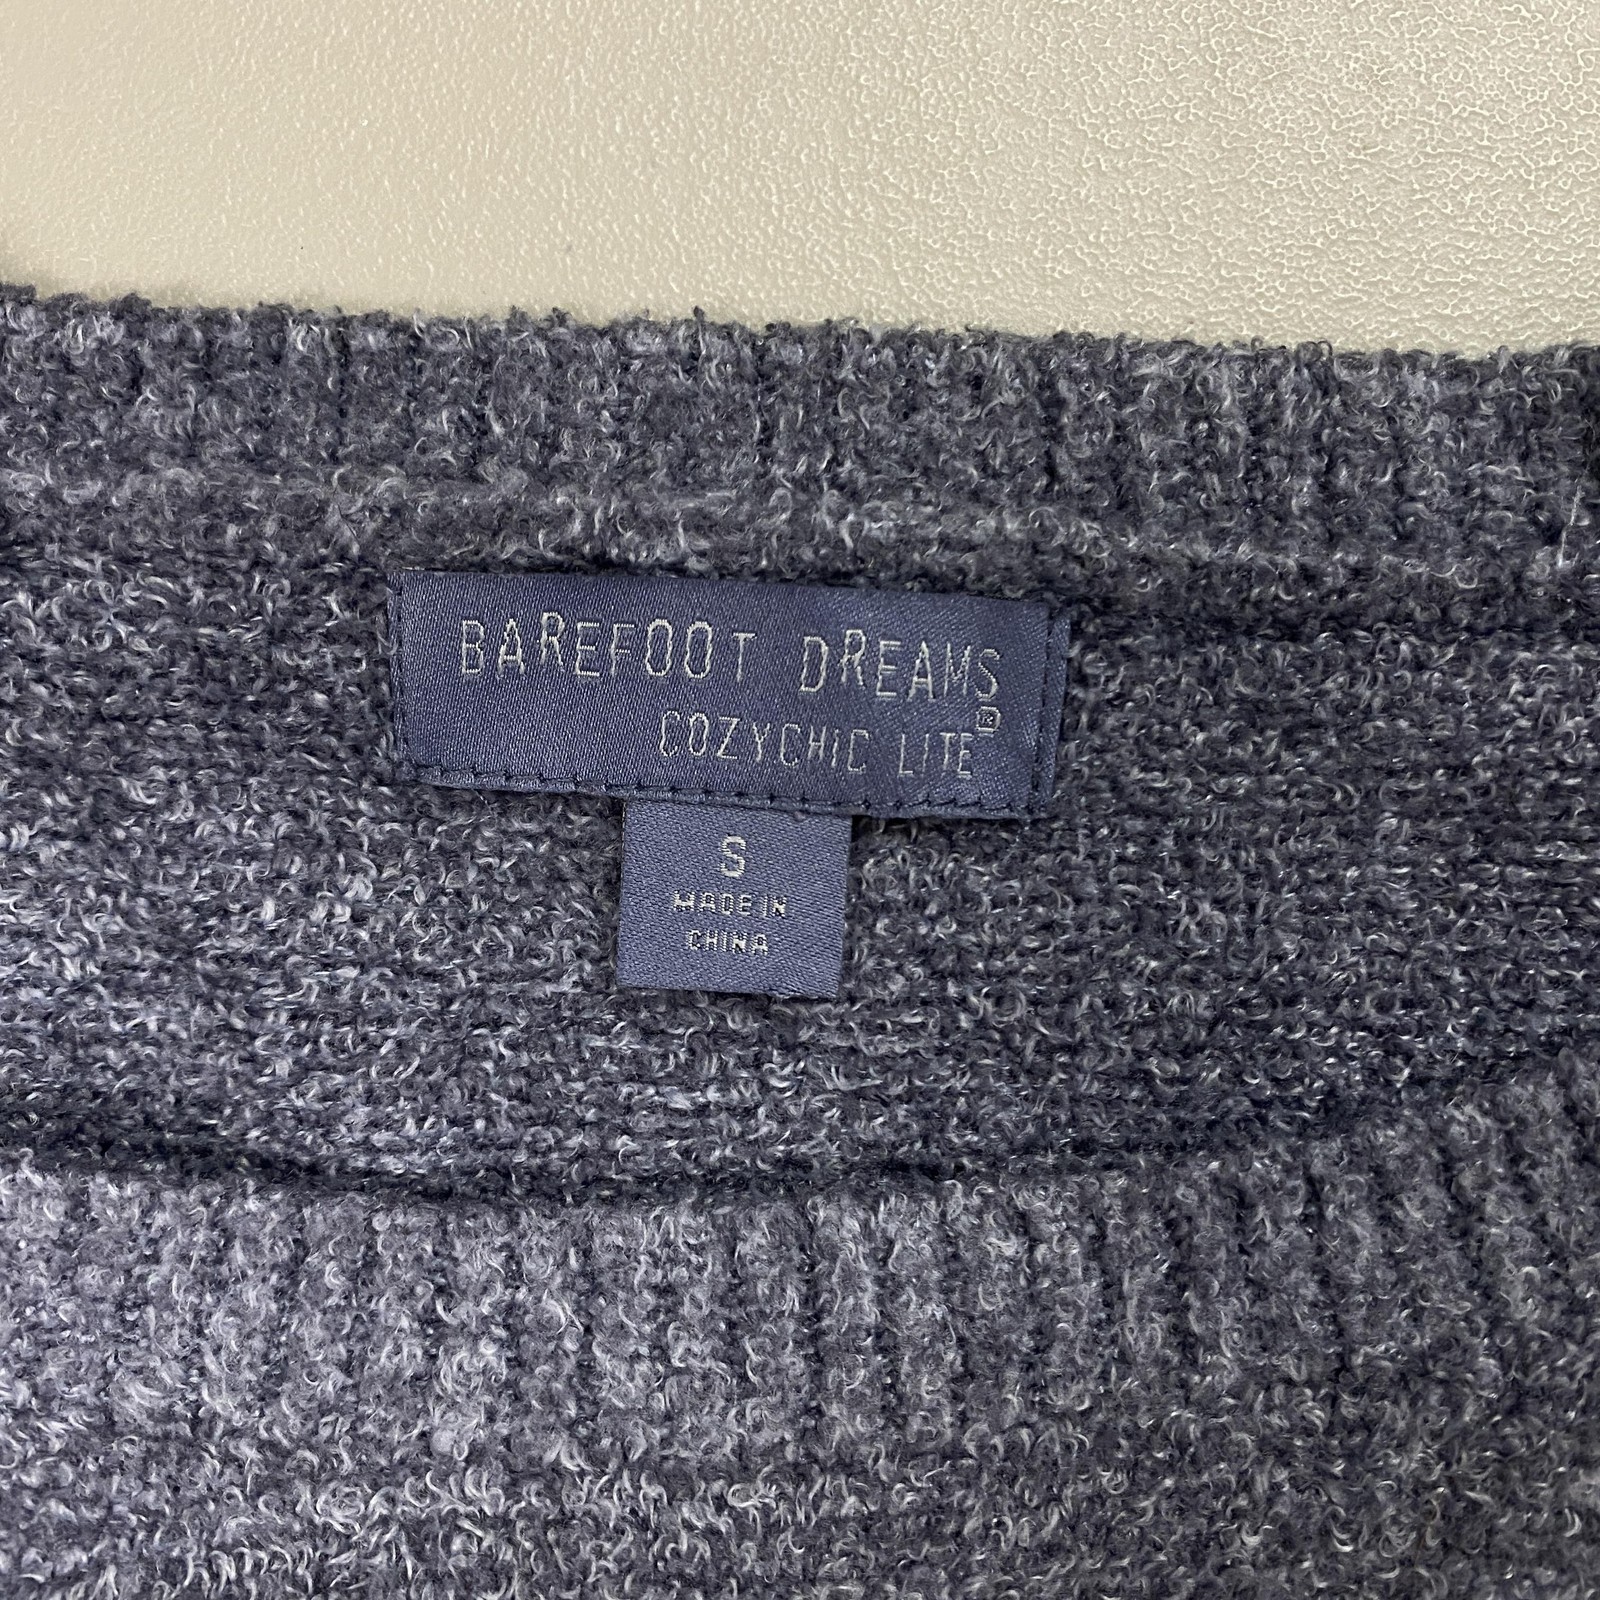 BAREFOOT DREAMS
®
COZYCHIC LITE
S
MADE IN
CHINA